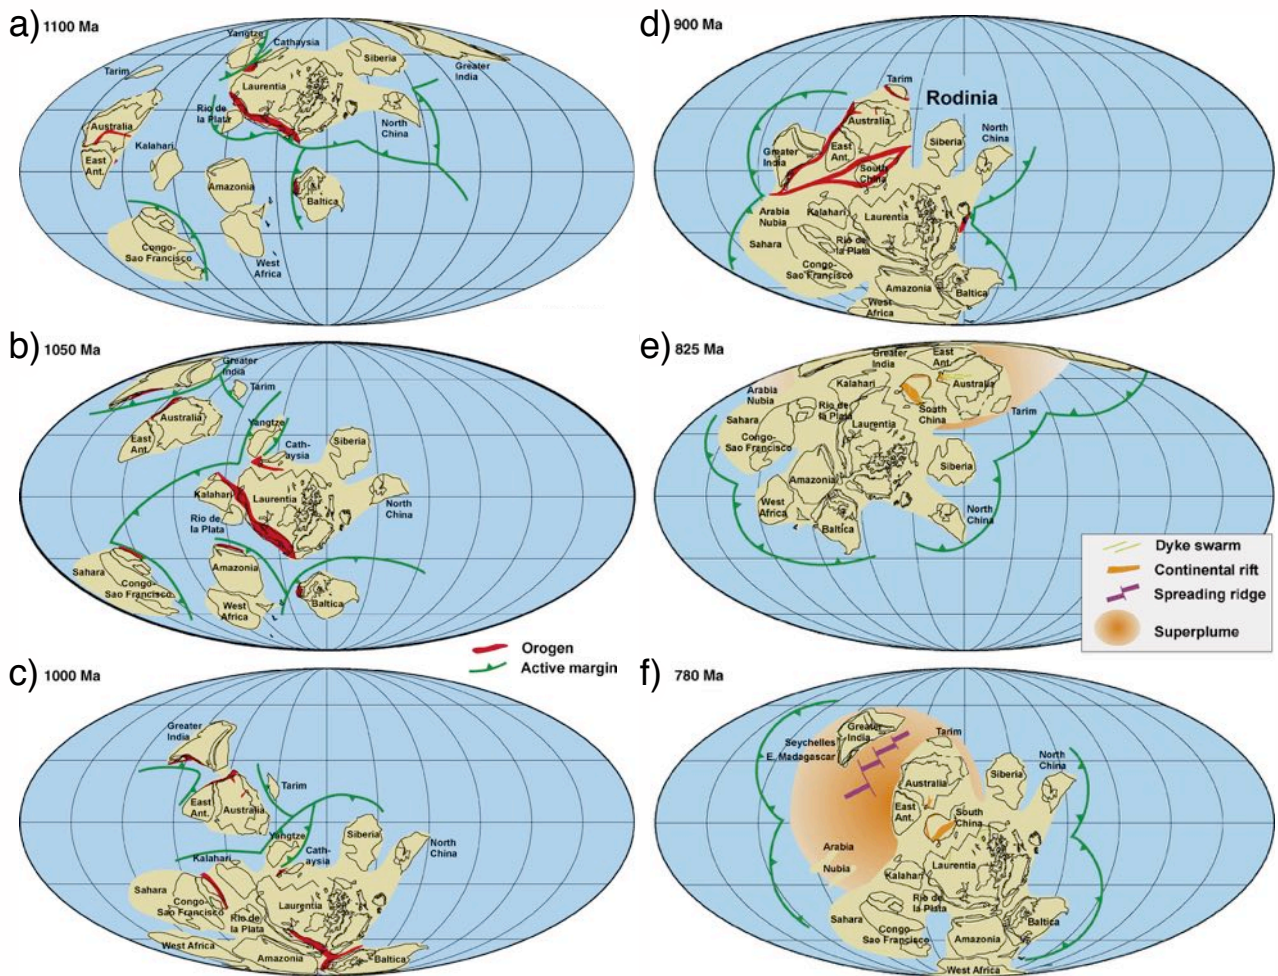 a)
1100 Ma
Yangtze
Cathaysia
Siberia
Greater
India
Tarim
Laurentia
Rio de
la Plata
North
China
Australia
East
Ant.
Kalahari
Amazonia
Baltica
Congo-
Sao Francisco
West
Africa
b)
1050 Ma
Greater
India
Tarim
Australia
East
Ant.
Yangtze
Cath-
aysia
Siberia
Kalahari
Laurentia
North
China
Rio de
la Plata
Sahara
Congo-
Sao Francisco
Amazonia
West
Africa
Baltica
Orogen
Active margin
c)
1000 Ma
Greater
India
Tarim
East
Ant.
Australia
Yangtze
Cath-
aysia
Siberia
North
China
Kalahari
Sahara
Congo-
Sao Francisco
Rio de
la Plata
Laurentia
West Africa
Amazonia
Baltica
d)
900 Ma
Tarim
Rodinia
Australia
Greater
India
East
Ant.
Siberia
North
China
South
China
Arabia
Nubia
Kalahari
Laurentia
Sahara
Rio de
la Plata
Congo-
Sao Francisco
Amazonia
Baltica
West
Africa
e)
825 Ma
Greater
India
East
Ant.
Arabia
Nubia
Kalahari
Australia
Rio de
la Plata
South
China
Tarim
Sahara
Congo-
Sao Francisco
Laurentia
Siberia
Amazonia
West
Africa
Baltica
North
China
Dyke swarm
Continental rift
Spreading ridge
Superplume
f)
780 Ma
Greater
India
Seychelles
E. Madagascar
Tarim
North
China
Australia
Siberia
East
Ant.
South
China
Arabia
Nubia
Kalahari
Laurentia
Rio de
la Plata
Sahara
Congo-
Sao Francisco
Baltica
Amazonia
West Africa